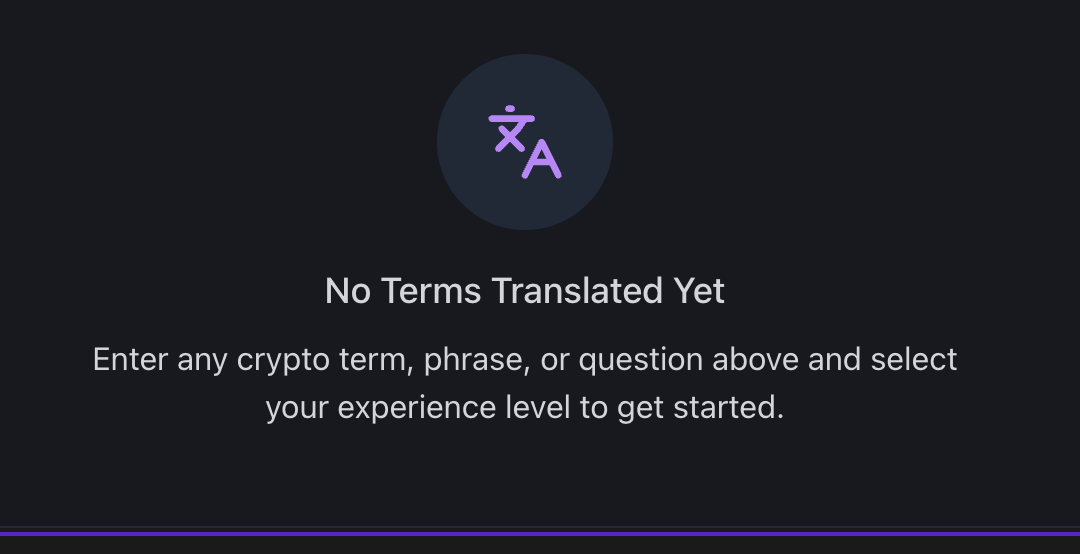 No Terms Translated Yet
Enter any crypto term, phrase, or question above and select
your experience level to get started.